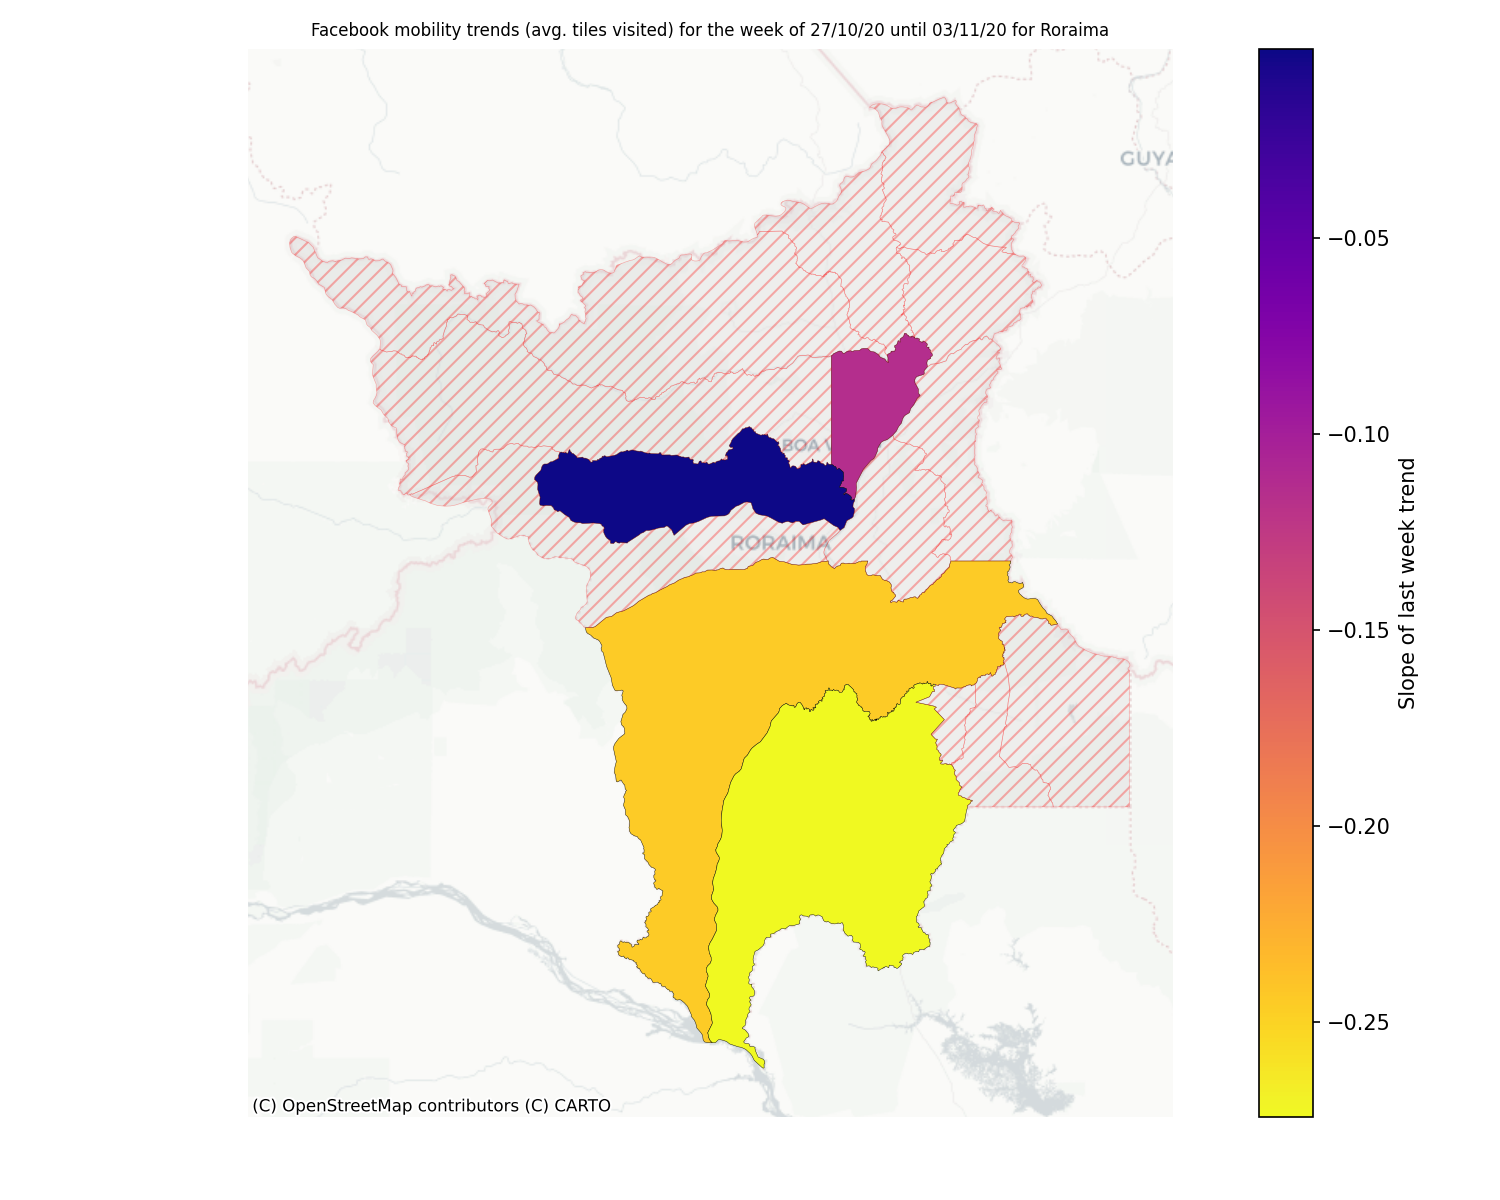 Facebook mobility trends (avg. tiles visited) for the week of 27/10/20 until 03/11/20 for Roraima
GUYA
−0.05
BOA V
−0.10
RORAIMA
−0.15
−0.20
−0.25
Slope of last week trend
(C) OpenStreetMap contributors (C) CARTO